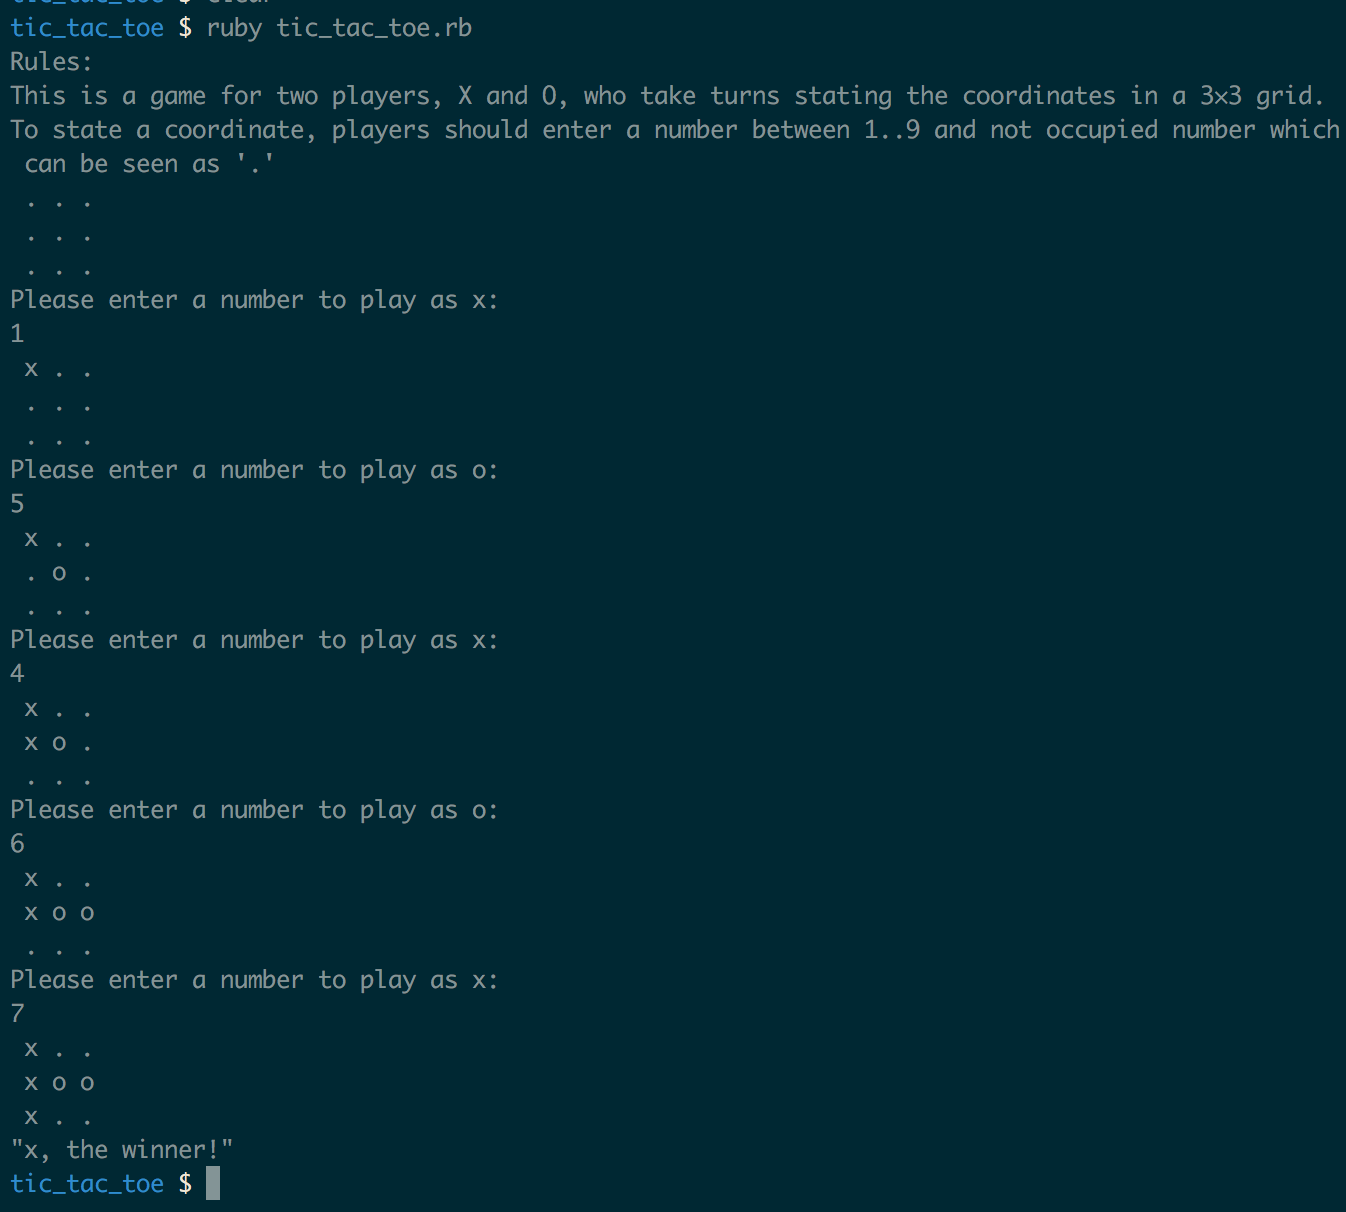 tic_tac_toe $ clear
tic_tac_toe $ ruby tic_tac_toe.rb
Rules:
This is a game for two players, X and O, who take turns stating the coordinates in a 3×3 grid.
To state a coordinate, players should enter a number between 1..9 and not occupied number which
 can be seen as '.'
 . . .
 . . .
 . . .
Please enter a number to play as x:
1
 x . .
 . . .
 . . .
Please enter a number to play as o:
5
 x . .
 . o .
 . . .
Please enter a number to play as x:
4
 x . .
 x o .
 . . .
Please enter a number to play as o:
6
 x . .
 x o o
 . . .
Please enter a number to play as x:
7
 x . .
 x o o
 x . .
"x, the winner!"
tic_tac_toe $